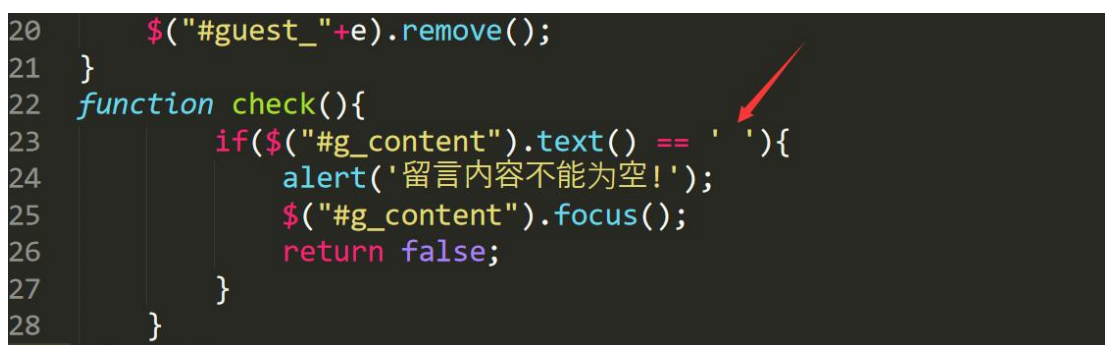 20 $("#guest_"+e).remove();
21 }
22 function check(){
23 if($("#g_content").text() == ' '){
24 alert('留言内容不能为空!');
25 $("#g_content").focus();
26 return false;
27 }
28 }